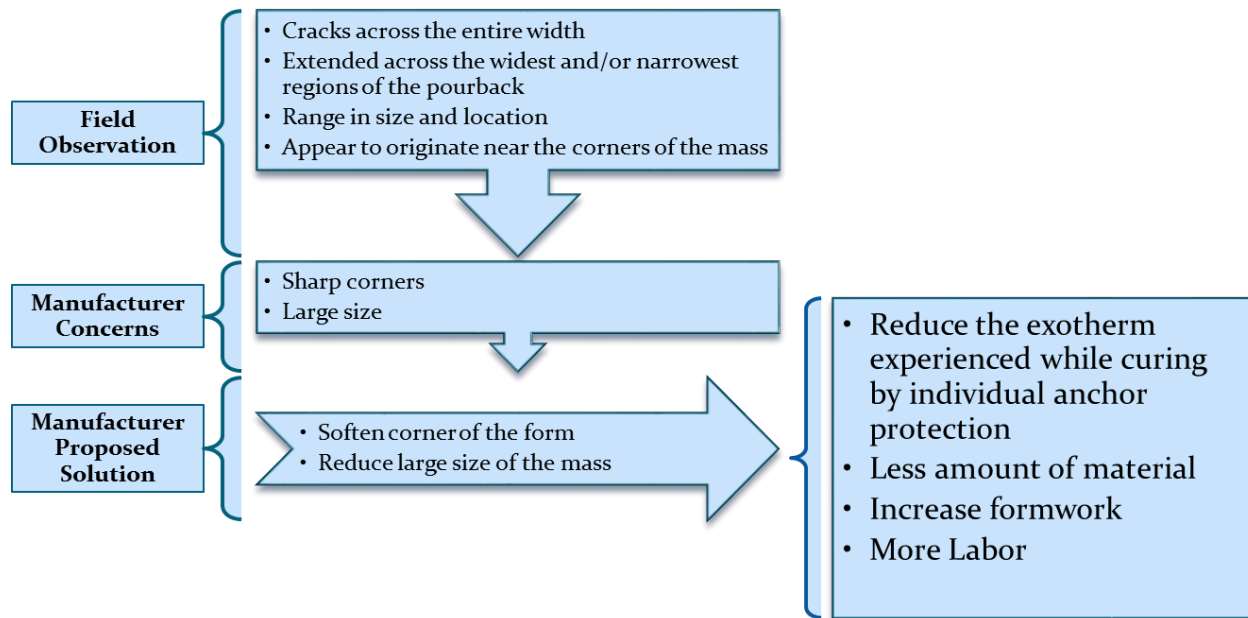 Field
Observation
• Cracks across the entire width
• Extended across the widest and/or narrowest
regions of the pourback
• Range in size and location
• Appear to originate near the corners of the mass
Manufacturer
Concerns
• Sharp corners
• Large size
Manufacturer
Proposed
Solution
• Soften corner of the form
• Reduce large size of the mass
• Reduce the exotherm
experienced while curing
by individual anchor
protection
• Less amount of material
• Increase formwork
• More Labor